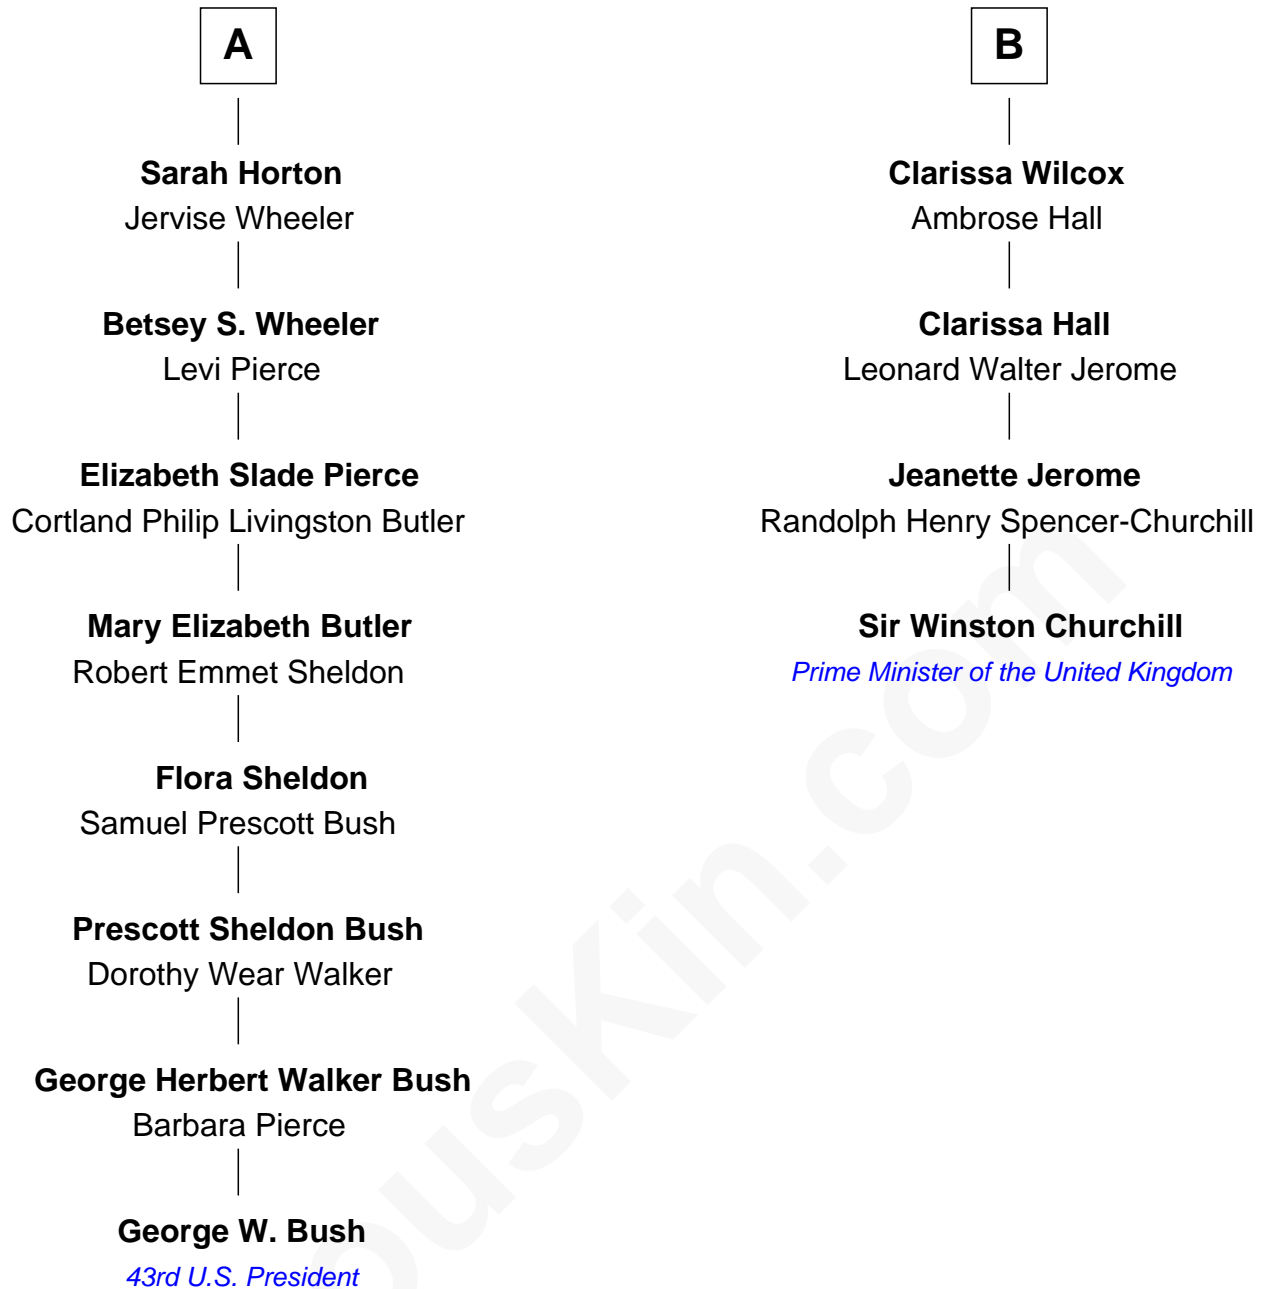 A
Sarah Horton
Jervise Wheeler
Betsey S. Wheeler
Levi Pierce
Elizabeth Slade Pierce
Cortland Philip Livingston Butler
Mary Elizabeth Butler
Robert Emmet Sheldon
Flora Sheldon
Samuel Prescott Bush
Prescott Sheldon Bush
Dorothy Wear Walker
George Herbert Walker Bush
Barbara Pierce
George W. Bush
43rd U.S. President
B
Clarissa Wilcox
Ambrose Hall
Clarissa Hall
Leonard Walter Jerome
Jeanette Jerome
Randolph Henry Spencer-Churchill
Sir Winston Churchill
Prime Minister of the United Kingdom
ousKin.com